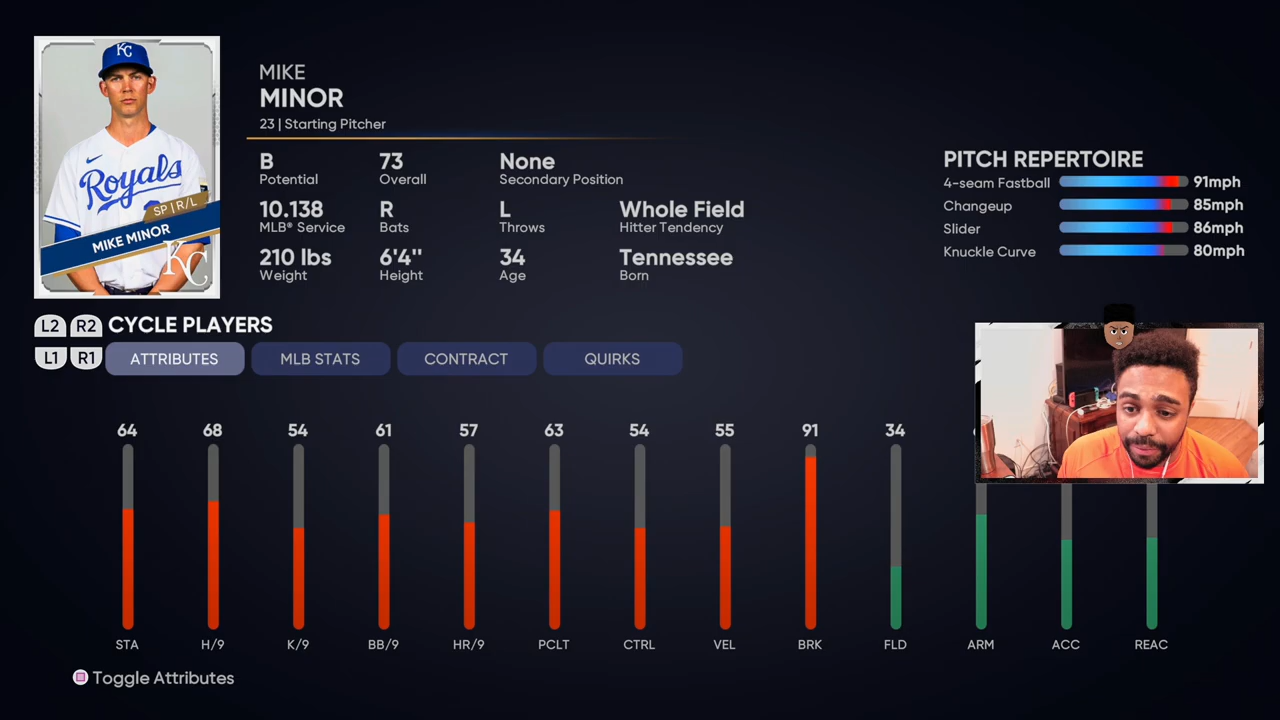 KC
Royals
SP | R/L
MIKE MINOR
KC
MIKE
MINOR
23 | Starting Pitcher
B
Potential
73
Overall
None
Secondary Position
10.138
MLB® Service
R
Bats
L
Throws
Whole Field
Hitter Tendency
210 lbs
Weight
6'4"
Height
34
Age
Tennessee
Born
PITCH REPERTOIRE
4-seam Fastball 91mph
Changeup 85mph
Slider 86mph
Knuckle Curve 80mph
L2 R2 CYCLE PLAYERS
L1 R1 ATTRIBUTES MLB STATS CONTRACT QUIRKS
64 68 54 61 57 63 54 55 91 34
STA H/9 K/9 BB/9 HR/9 PCLT CTRL VEL BRK FLD ARM ACC REAC
Toggle Attributes